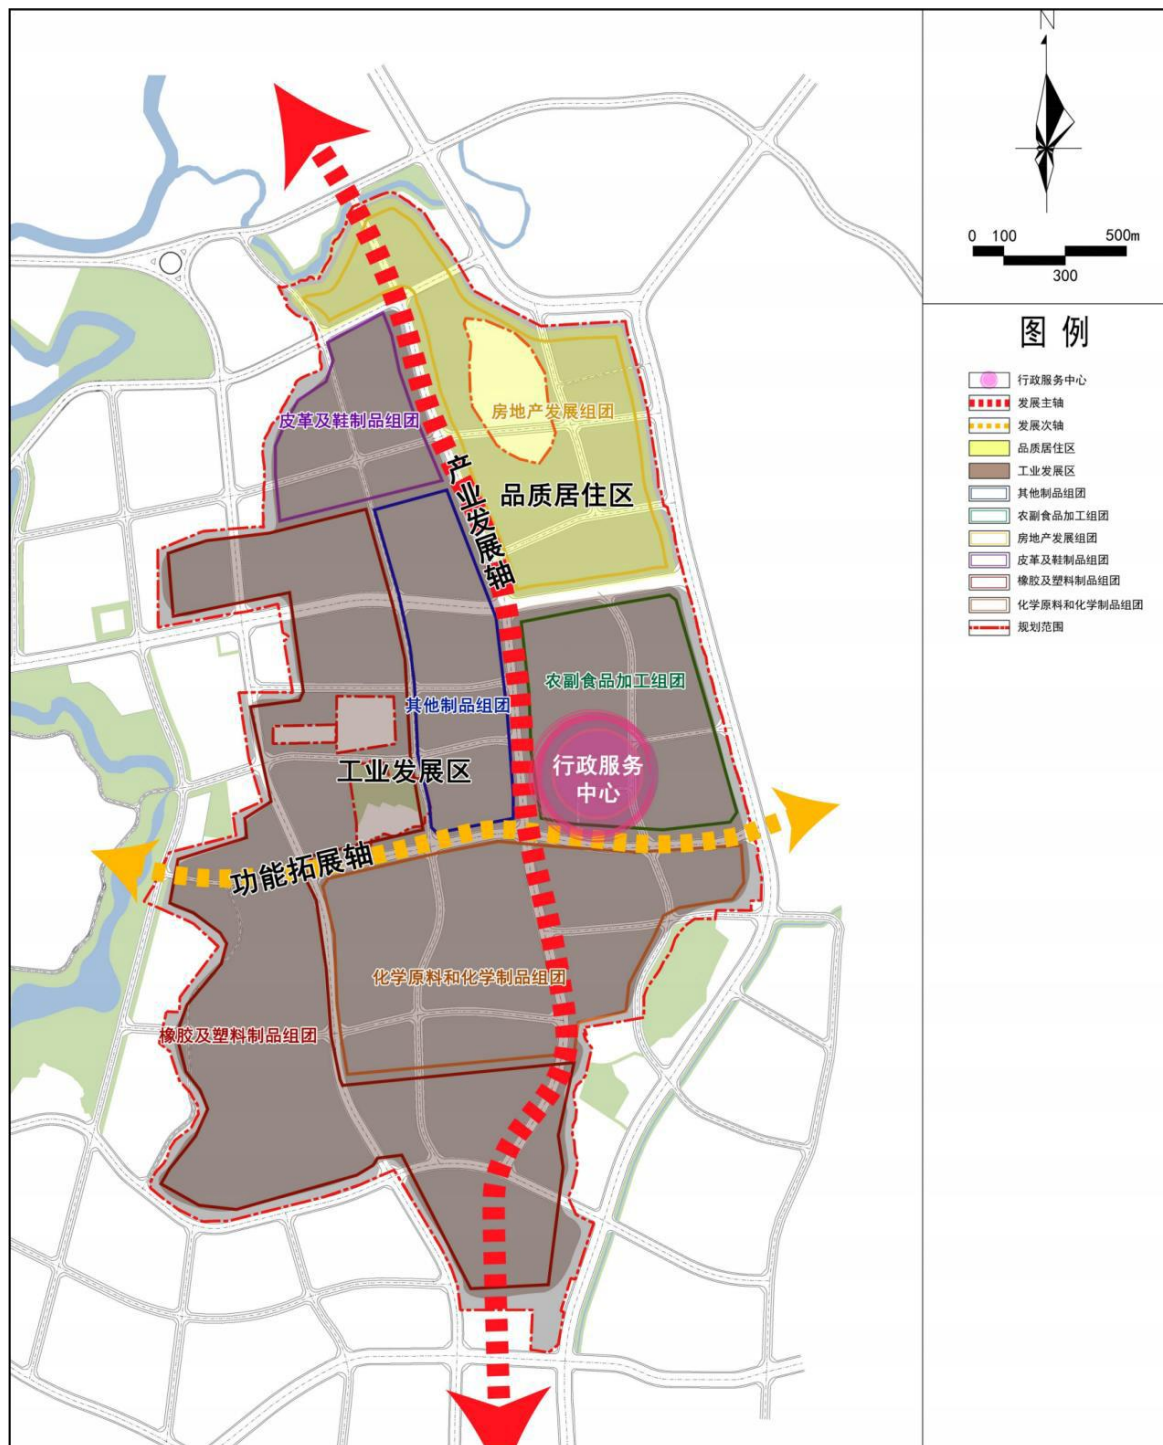 N
0 100 500m
300
图 例
行政服务中心
发展主轴
发展次轴
品质居住区
工业发展区
其他制品组团
农副食品加工组团
房地产发展组团
皮革及鞋制品组团
橡胶及塑料制品组团
化学原料和化学制品组团
规划范围
皮革及鞋制品组团
房地产发展组团
产业发展轴
品质居住区
农副食品加工组团
其他制品组团
工业发展区
行政服务
中心
功能拓展轴
化学原料和化学制品组团
橡胶及塑料制品组团